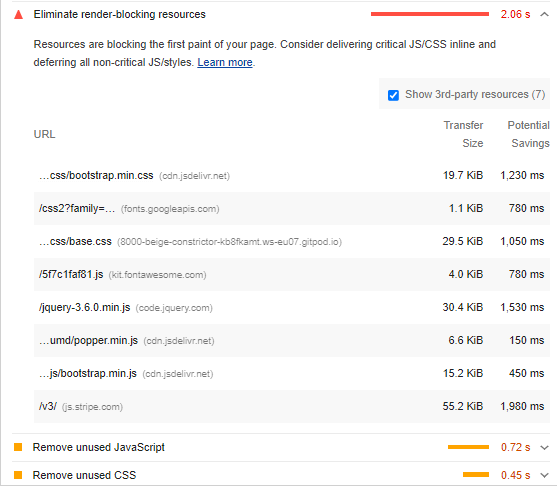 Eliminate render-blocking resources 2.06 s
Resources are blocking the first paint of your page. Consider delivering critical JS/CSS inline and
deferring all non-critical JS/styles. Learn more.
Show 3rd-party resources (7)
URL Transfer Size Potential Savings
…css/bootstrap.min.css (cdn.jsdelivr.net) 19.7 KiB 1,230 ms
/css2?family=… (fonts.googleapis.com) 1.1 KiB 780 ms
…css/base.css (8000-beige-constrictor-kb8fkamt.ws-eu07.gitpod.io) 29.5 KiB 1,050 ms
/5f7c1faf81.js (kit.fontawesome.com) 4.0 KiB 780 ms
/jquery-3.6.0.min.js (code.jquery.com) 30.4 KiB 1,530 ms
…umd/popper.min.js (cdn.jsdelivr.net) 6.6 KiB 150 ms
…js/bootstrap.min.js (cdn.jsdelivr.net) 15.2 KiB 450 ms
/v3/ (js.stripe.com) 55.2 KiB 1,980 ms
Remove unused JavaScript 0.72 s
Remove unused CSS 0.45 s